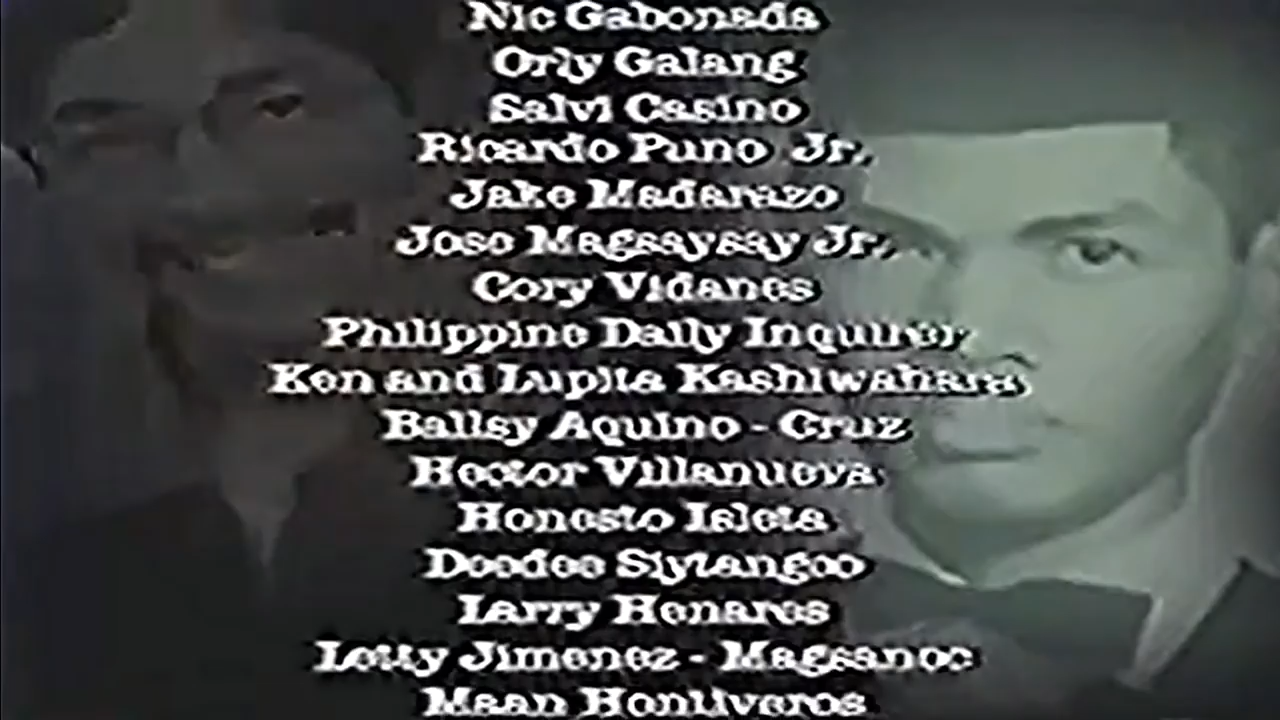 Nic Gabonada
Orly Galang
Salvi Casino
Ricardo Puno Jr.
Jake Madarazo
Jose Magsaysay Jr.
Cory Vidanes
Philippine Daily Inquirer
Ken and Lupita Kashiwahara
Ballsy Aquino - Cruz
Hector Villanueva
Honesto Isleta
Deedee Siytangco
Larry Henares
Letty Jimenez - Magsanoc
Maan Hontiveros